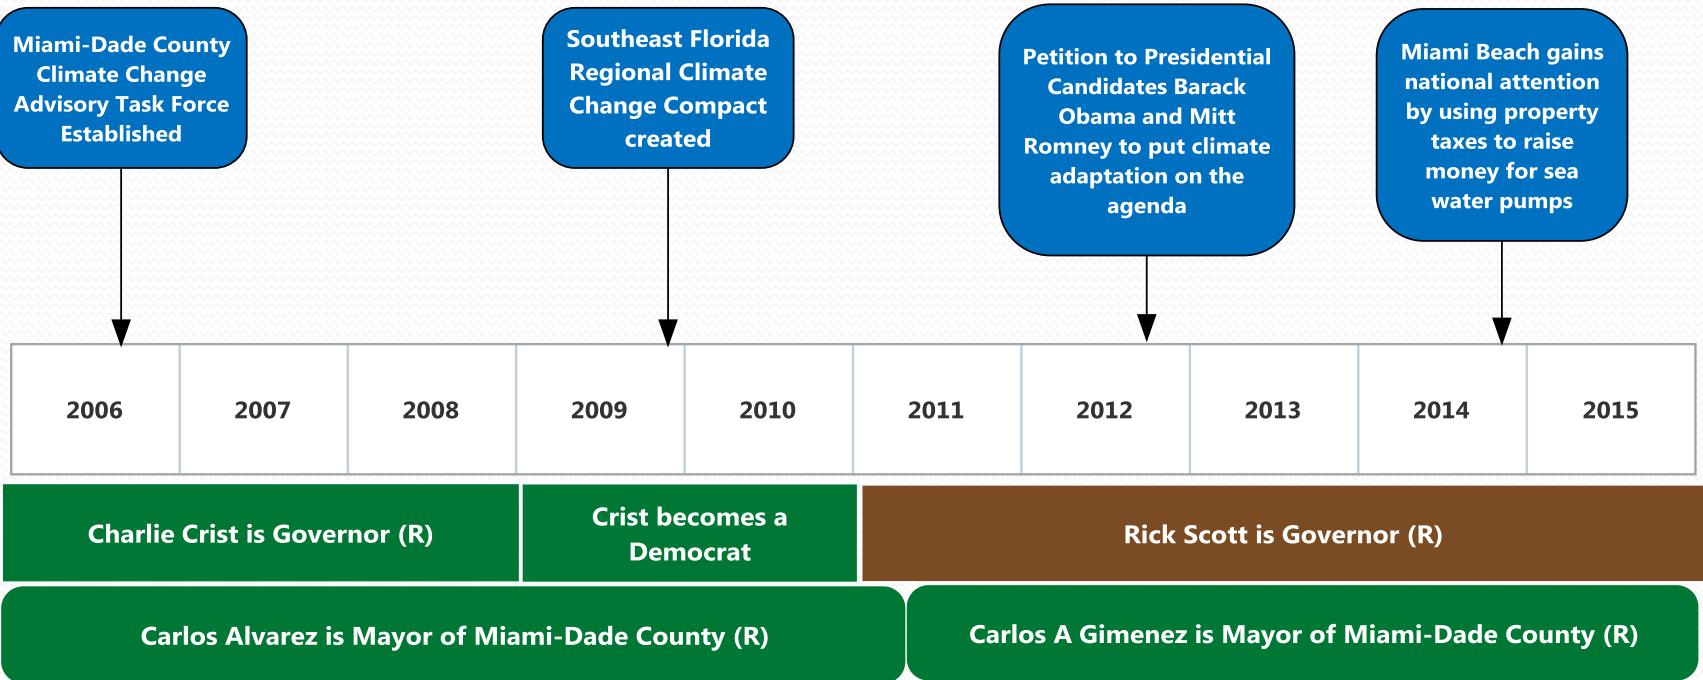 Miami-Dade County
Climate Change
Advisory Task Force
Established
Southeast Florida
Regional Climate
Change Compact
created
Petition to Presidential
Candidates Barack
Obama and Mitt
Romney to put climate
adaptation on the
agenda
Miami Beach gains
national attention
by using property
taxes to raise
money for sea
water pumps
2006 2007 2008 2009 2010 2011 2012 2013 2014 2015
Charlie Crist is Governor (R)
Crist becomes a
Democrat
Rick Scott is Governor (R)
Carlos Alvarez is Mayor of Miami-Dade County (R)
Carlos A Gimenez is Mayor of Miami-Dade County (R)